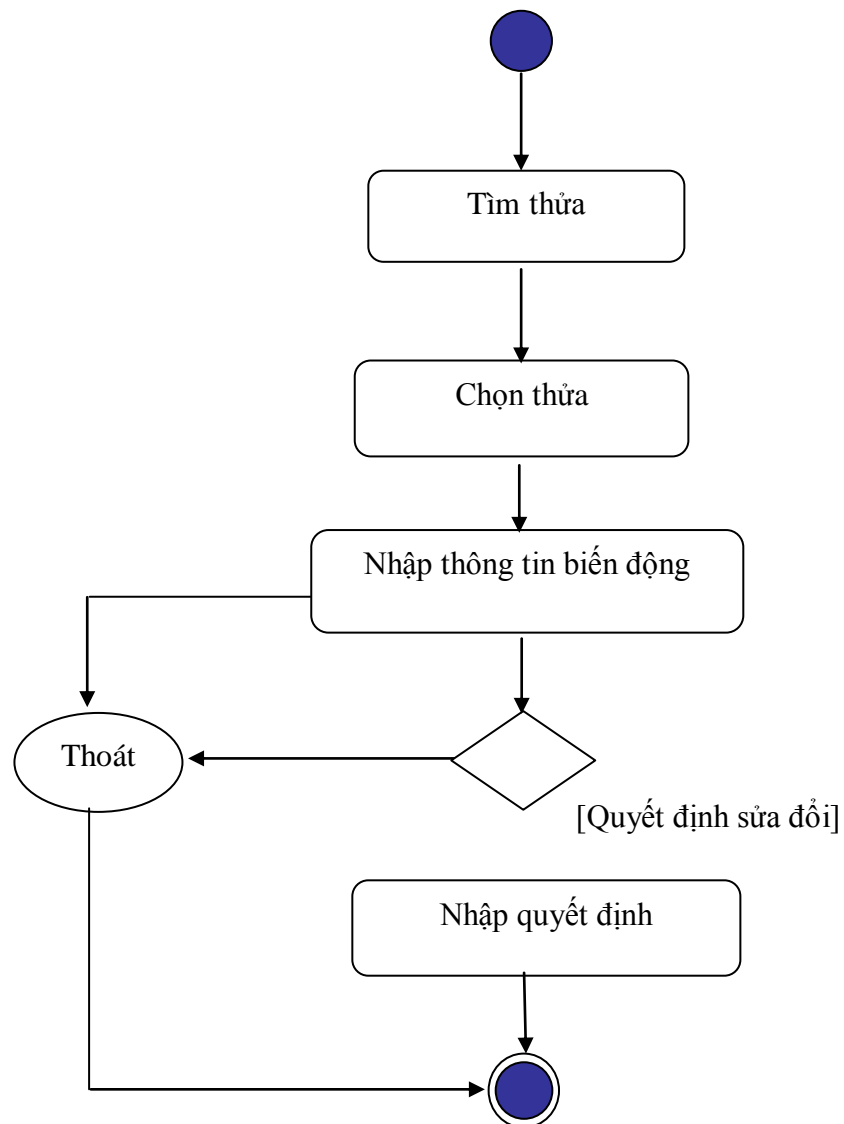 Tìm thửa
Chọn thửa
Nhập thông tin biến động
Thoát
[Quyết định sửa đổi]
Nhập quyết định